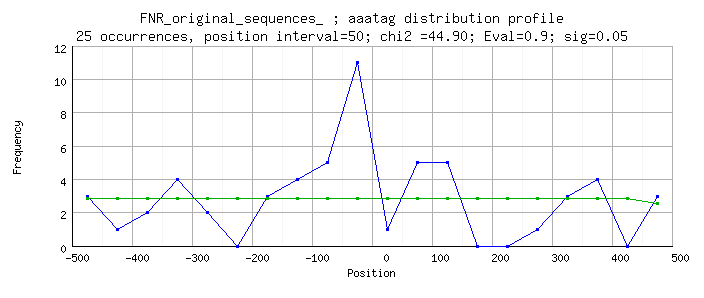 FNR_original_sequences_ ; aaatag distribution profile
25 occurrences, position interval=50; chi2 =44.90; Eval=0.9; sig=0.05
12
10
8
6
4
2
0
Frequency
-500 -400 -300 -200 -100 0 100 200 300 400 500
Position